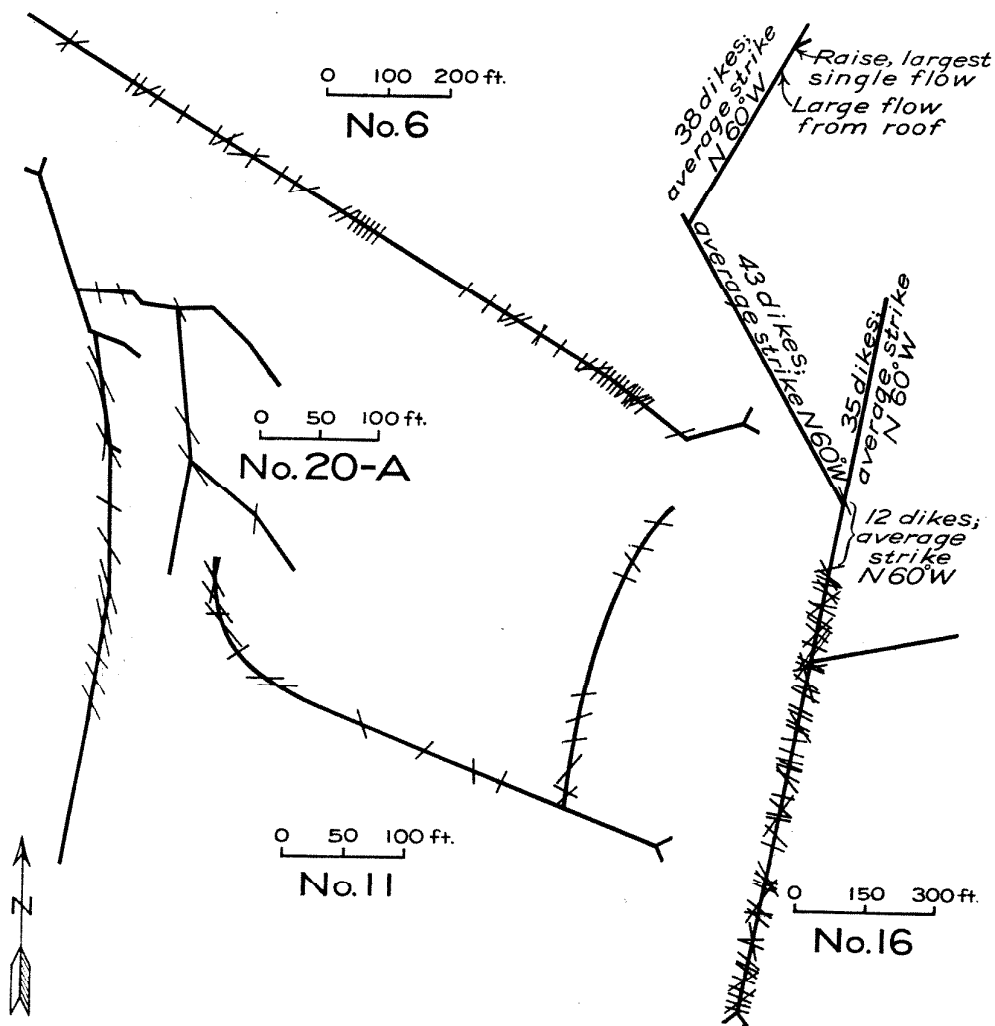 0 100 200 ft.
No. 6
38 dikes;
average strike
N 60°W
Raise, largest
single flow
Large flow
from roof
43 dikes;
average strike N 60°W
35 dikes;
average strike
N 60°W
0 50 100 ft.
No. 20-A
12 dikes;
average
strike
N 60°W
0 50 100 ft.
No. 11
0 150 300 ft.
No. 16
N